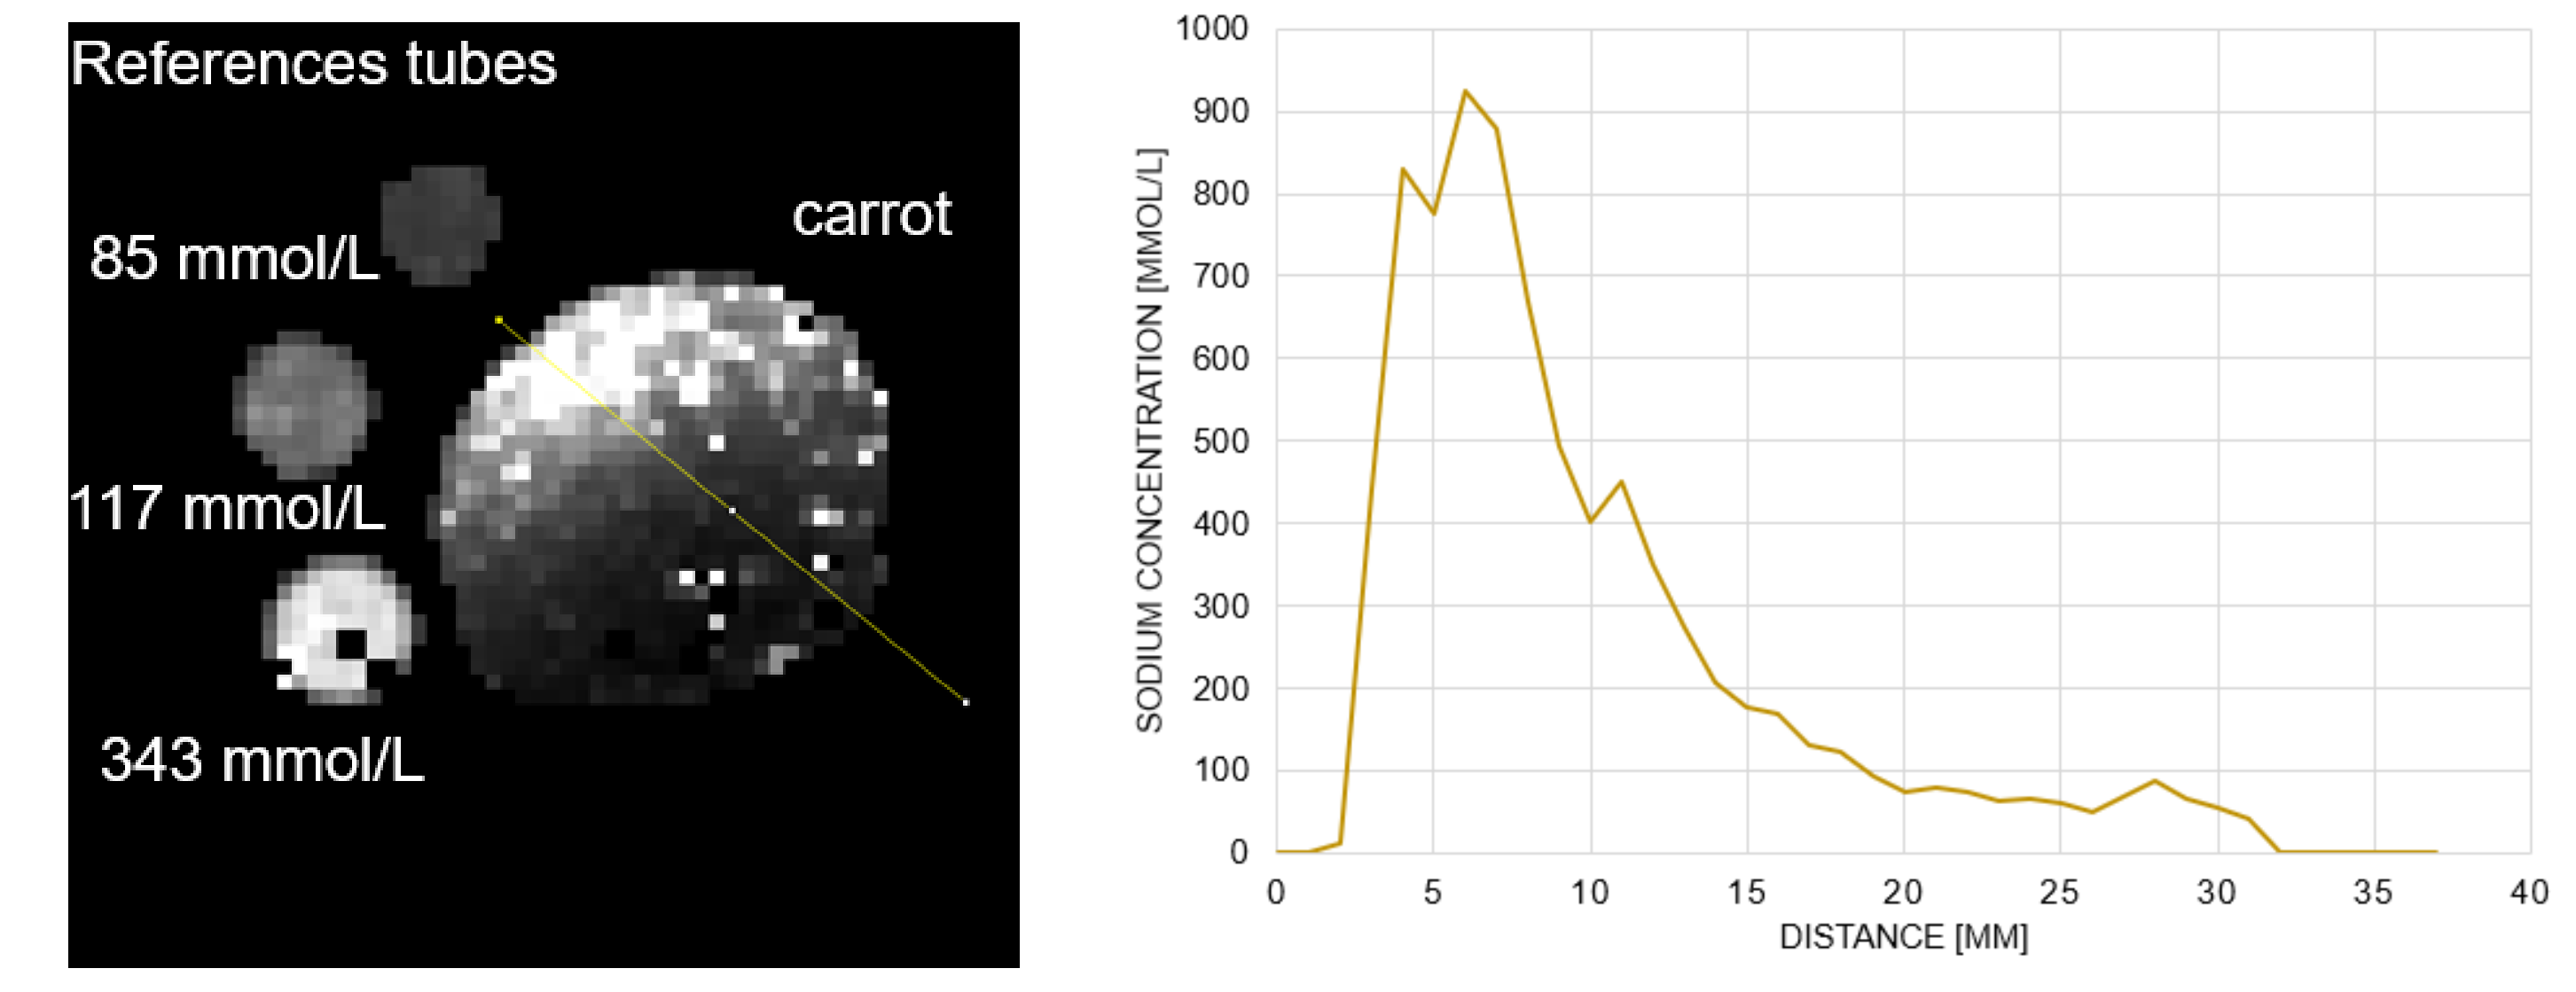 References tubes
carrot
85 mmol/L
117 mmol/L
343 mmol/L
SODIUM CONCENTRATION [MMOL/L]
1000
900
800
700
600
500
400
300
200
100
0
0 5 10 15 20 25 30 35 40
DISTANCE [MM]